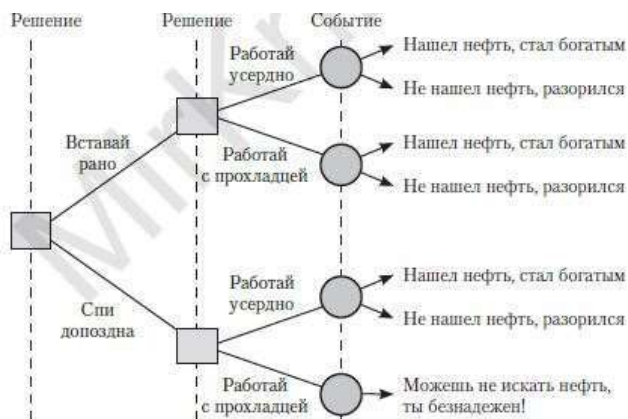 Решение
Решение
Событие
Работай
усердно
Нашел нефть, стал богатым
Не нашел нефть, разорился
Вставай
рано
Работай
с прохладцей
Нашел нефть, стал богатым
Не нашел нефть, разорился
Спи
допоздна
Работай
усердно
Нашел нефть, стал богатым
Не нашел нефть, разорился
Работай
с прохладцей
Можешь не искать нефть,
ты безнадежен!